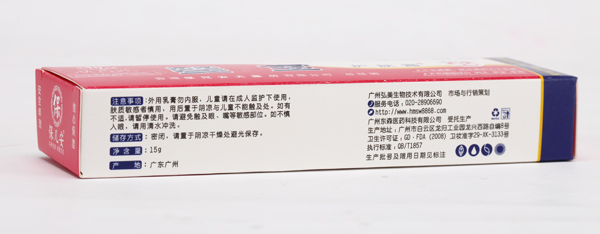 保儿安
注意事项：外用乳膏勿内服，儿童请在成人监护下使用，
肤质敏感者慎用，用后置于阴凉与儿童不能触及处。如有
不适，请暂停使用。请避免触及眼、嘴等敏感部位。如不慎
入眼，请用清水冲洗。
储存方式：密闭，请置于阴凉干燥处避光保存。
净 含 量：15g
产 地：广东广州
广州弘美生物技术有限公司 市场与行销策划
服务电话：020-28906690
http://www.hmsw8868.com
广州东森医药科技有限公司 受托生产
生产地址：广州市白云区龙归工业园龙兴西路自编8号
卫生许可证：GD·FDA（2008）卫妆准字29-XK-3133号
执行标准：QB/T1857
生产批号及限用日期见标注